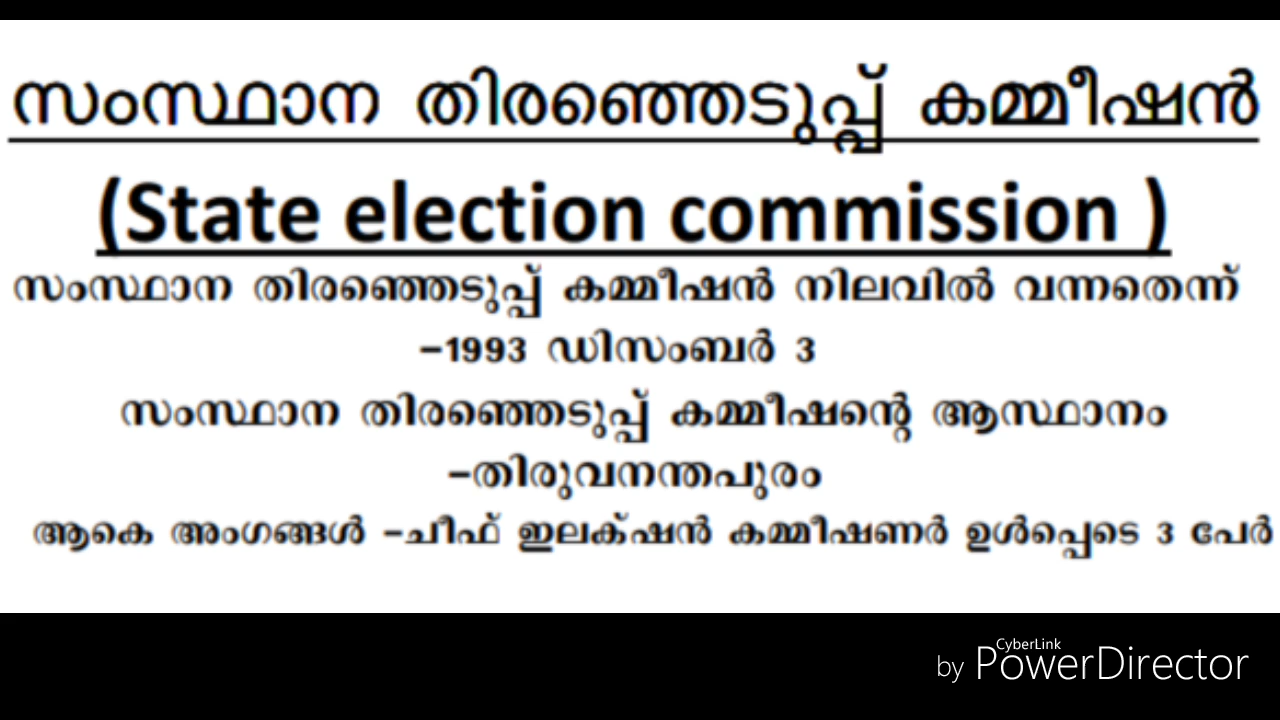 സംസ്ഥാന തിരഞ്ഞെടുപ്പ് കമ്മീഷൻ
(State election commission )
സംസ്ഥാന തിരഞ്ഞെടുപ്പ് കമ്മീഷൻ നിലവിൽ വന്നതെന്ന്
-1993 ഡിസംബർ 3
സംസ്ഥാന തിരഞ്ഞെടുപ്പ് കമ്മീഷന്റെ ആസ്ഥാനം
-തിരുവനന്തപുരം
ആകെ അംഗങ്ങൾ -ചീഫ് ഇലക്ഷൻ കമ്മീഷണർ ഉൾപ്പെടെ 3 പേർ
CyberLink
by PowerDirector